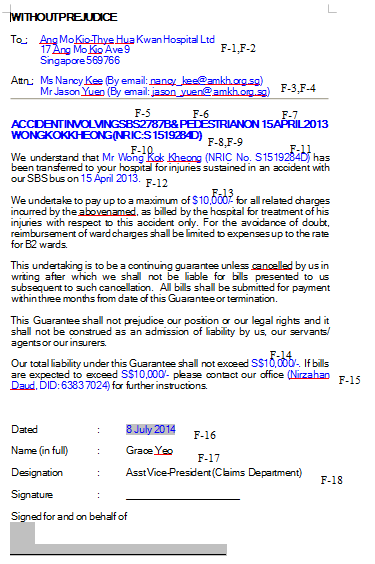 WITHOUT PREJUDICE
To : Ang Mo Kio-Thye Hua Kwan Hospital Ltd
17 Ang Mo Kio Ave 9 F-1,F-2
Singapore 569766
Attn : Ms Nancy Kee (By email: nancy_kee@amkh.org.sg)
Mr Jason Yuen (By email: jason_yuen@amkh.org.sg) F-3,F-4
F-5 F-6 F-7
ACCIDENT INVOLVING SBS2787B & PEDESTRIAN ON 15 APRIL 2013
WONG KOK KHEONG (NRIC: S 1519284D) F-8,F-9
F-10 F-11
We understand that Mr Wong Kok Kheong (NRIC No. S1519284D) has
been transferred to your hospital for injuries sustained in an accident with
our SBS bus on 15 April 2013. F-12
F-13
We undertake to pay up to a maximum of $10,000/- for all related charges
incurred by the abovenamed, as billed by the hospital for treatment of his
injuries with respect to this accident only. For the avoidance of doubt,
reimbursement of ward charges shall be limited to expenses up to the rate
for B2 wards.
This undertaking is to be a continuing guarantee unless cancelled by us in
writing after which we shall not be liable for bills presented to us
subsequent to such cancellation. All bills shall be submitted for payment
within three months from date of this Guarantee or termination.
This Guarantee shall not prejudice our position or our legal rights and it
shall not be construed as an admission of liability by us, our servants/
agents or our insurers.
F-14
Our total liability under this Guarantee shall not exceed S$10,000/-. If bills
are expected to exceed S$10,000/- please contact our office (Nirzahan
Daud, DID: 6383 7024) for further instructions. F-15
Dated : 8 July 2014
F-16
Name (in full) : Grace Yeo
F-17
Designation : Asst Vice-President (Claims Department)
F-18
Signature :
Signed for and on behalf of